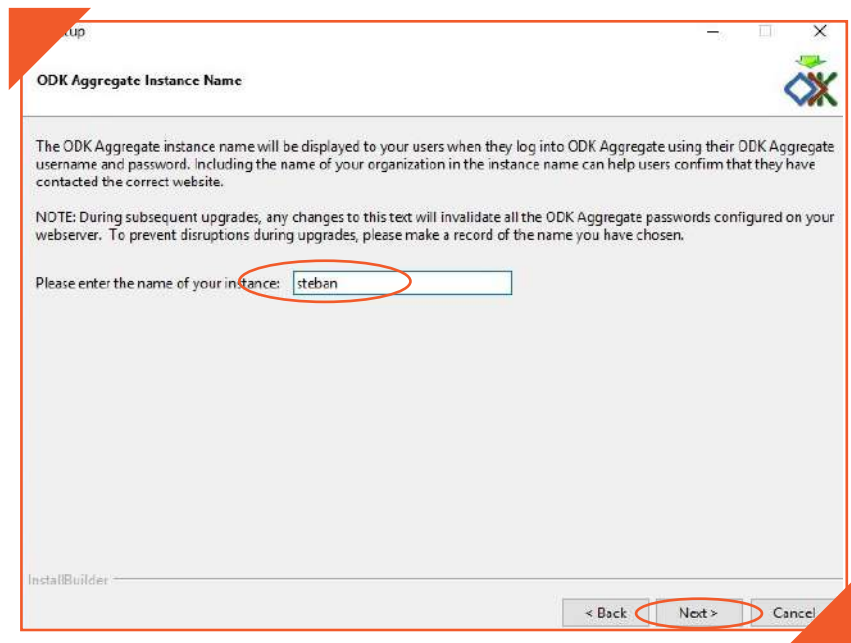 ODK Aggregate Instance Name
The ODK Aggregate instance name will be displayed to your users when they log into ODK Aggregate using their ODK Aggregate
username and password. Including the name of your organization in the instance name can help users confirm that they have
contacted the correct website.
NOTE: During subsequent upgrades, any changes to this text will invalidate all the ODK Aggregate passwords configured on your
webserver. To prevent disruptions during upgrades, please make a record of the name you have chosen.
Please enter the name of your instance: steban
InstallBuilder
< Back Next > Cancel